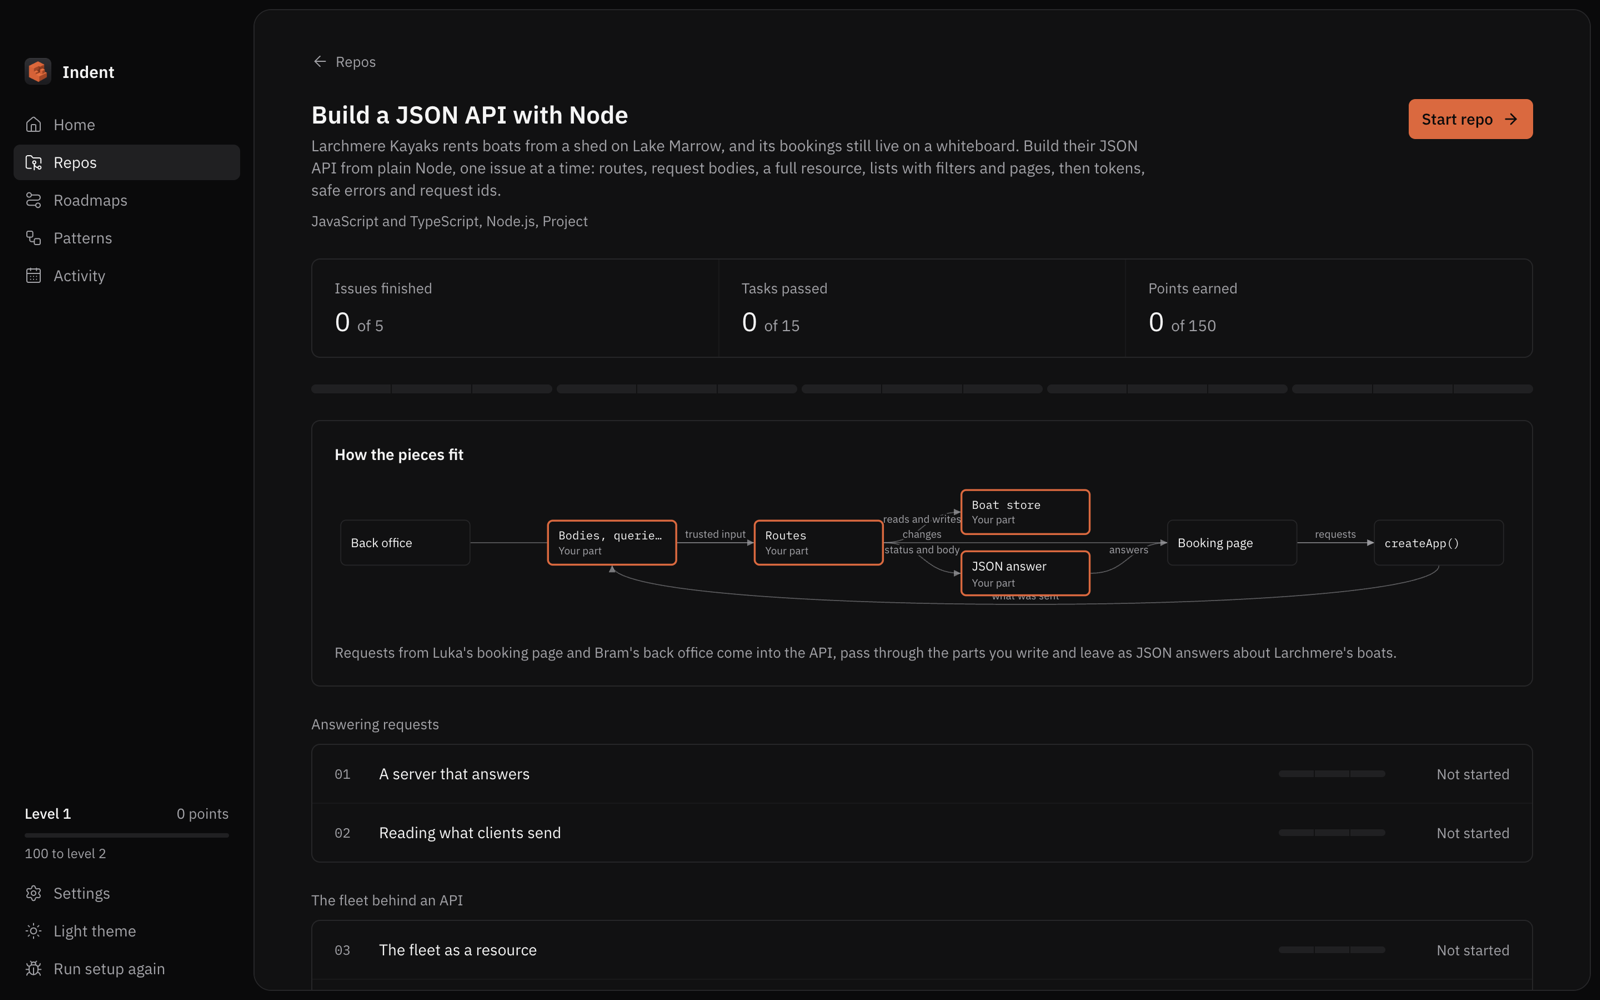 Indent
Home
Repos
Roadmaps
Patterns
Activity
Level 1
0 points
100 to level 2
Settings
Light theme
Run setup again
Repos
Build a JSON API with Node
Start repo
Larchmere Kayaks rents boats from a shed on Lake Marrow, and its bookings still live on a whiteboard. Build their JSON
API from plain Node, one issue at a time: routes, request bodies, a full resource, lists with filters and pages, then tokens,
safe errors and request ids.
JavaScript and TypeScript, Node.js, Project
Issues finished
0 of 5
Tasks passed
0 of 15
Points earned
0 of 150
How the pieces fit
Back office
Bodies, querie…
Your part
trusted input
Routes
Your part
reads and writes
changes
status and body
Boat store
Your part
JSON answer
Your part
what was sent
answers
Booking page
requests
createApp()
Requests from Luka's booking page and Bram's back office come into the API, pass through the parts you write and leave as JSON answers about Larchmere's boats.
Answering requests
01 A server that answers Not started
02 Reading what clients send Not started
The fleet behind an API
03 The fleet as a resource Not started